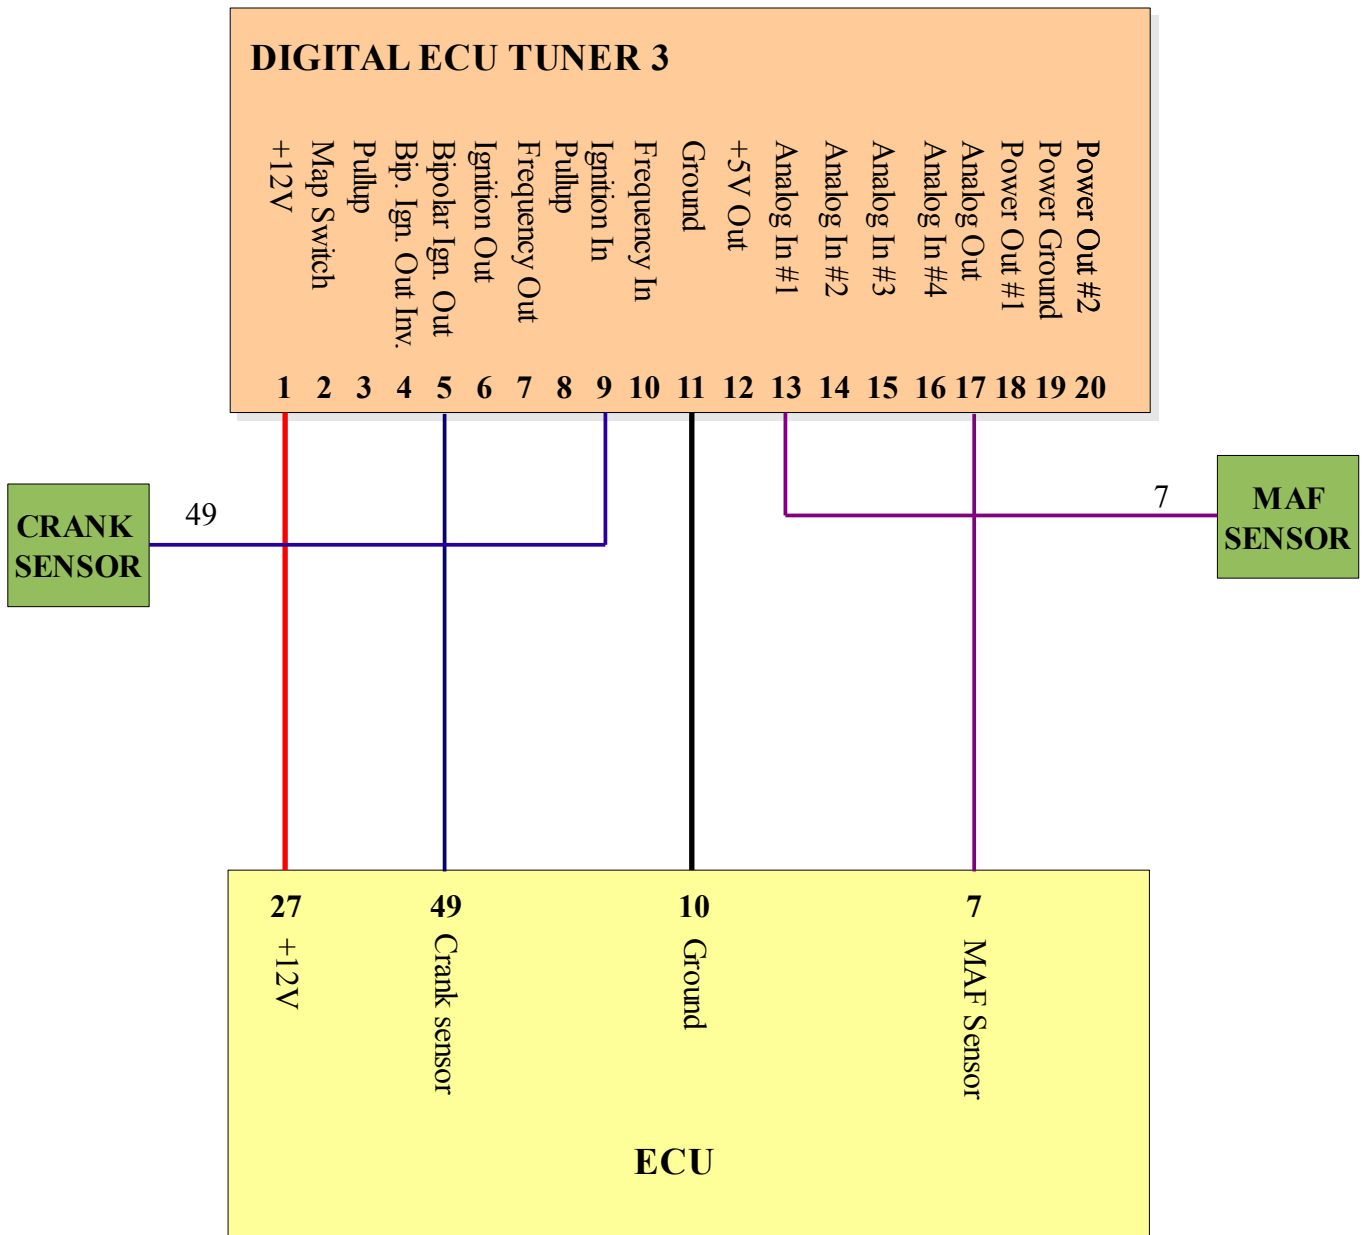 DIGITAL ECU TUNER 3
+12V
Map Switch
Pullup
Bip. Ign. Out Inv.
Bipolar Ign. Out
Ignition Out
Frequency Out
Pullup
Ignition In
Frequency In
Ground
+5V Out
Analog In #1
Analog In #2
Analog In #3
Analog In #4
Analog Out
Power Out #1
Power Ground
Power Out #2
1 2 3 4 5 6 7 8 9 10 11 12 13 14 15 16 17 18 19 20
CRANK
SENSOR
49
7
MAF
SENSOR
27 49 10 7
+12V
Crank sensor
Ground
MAF Sensor
ECU